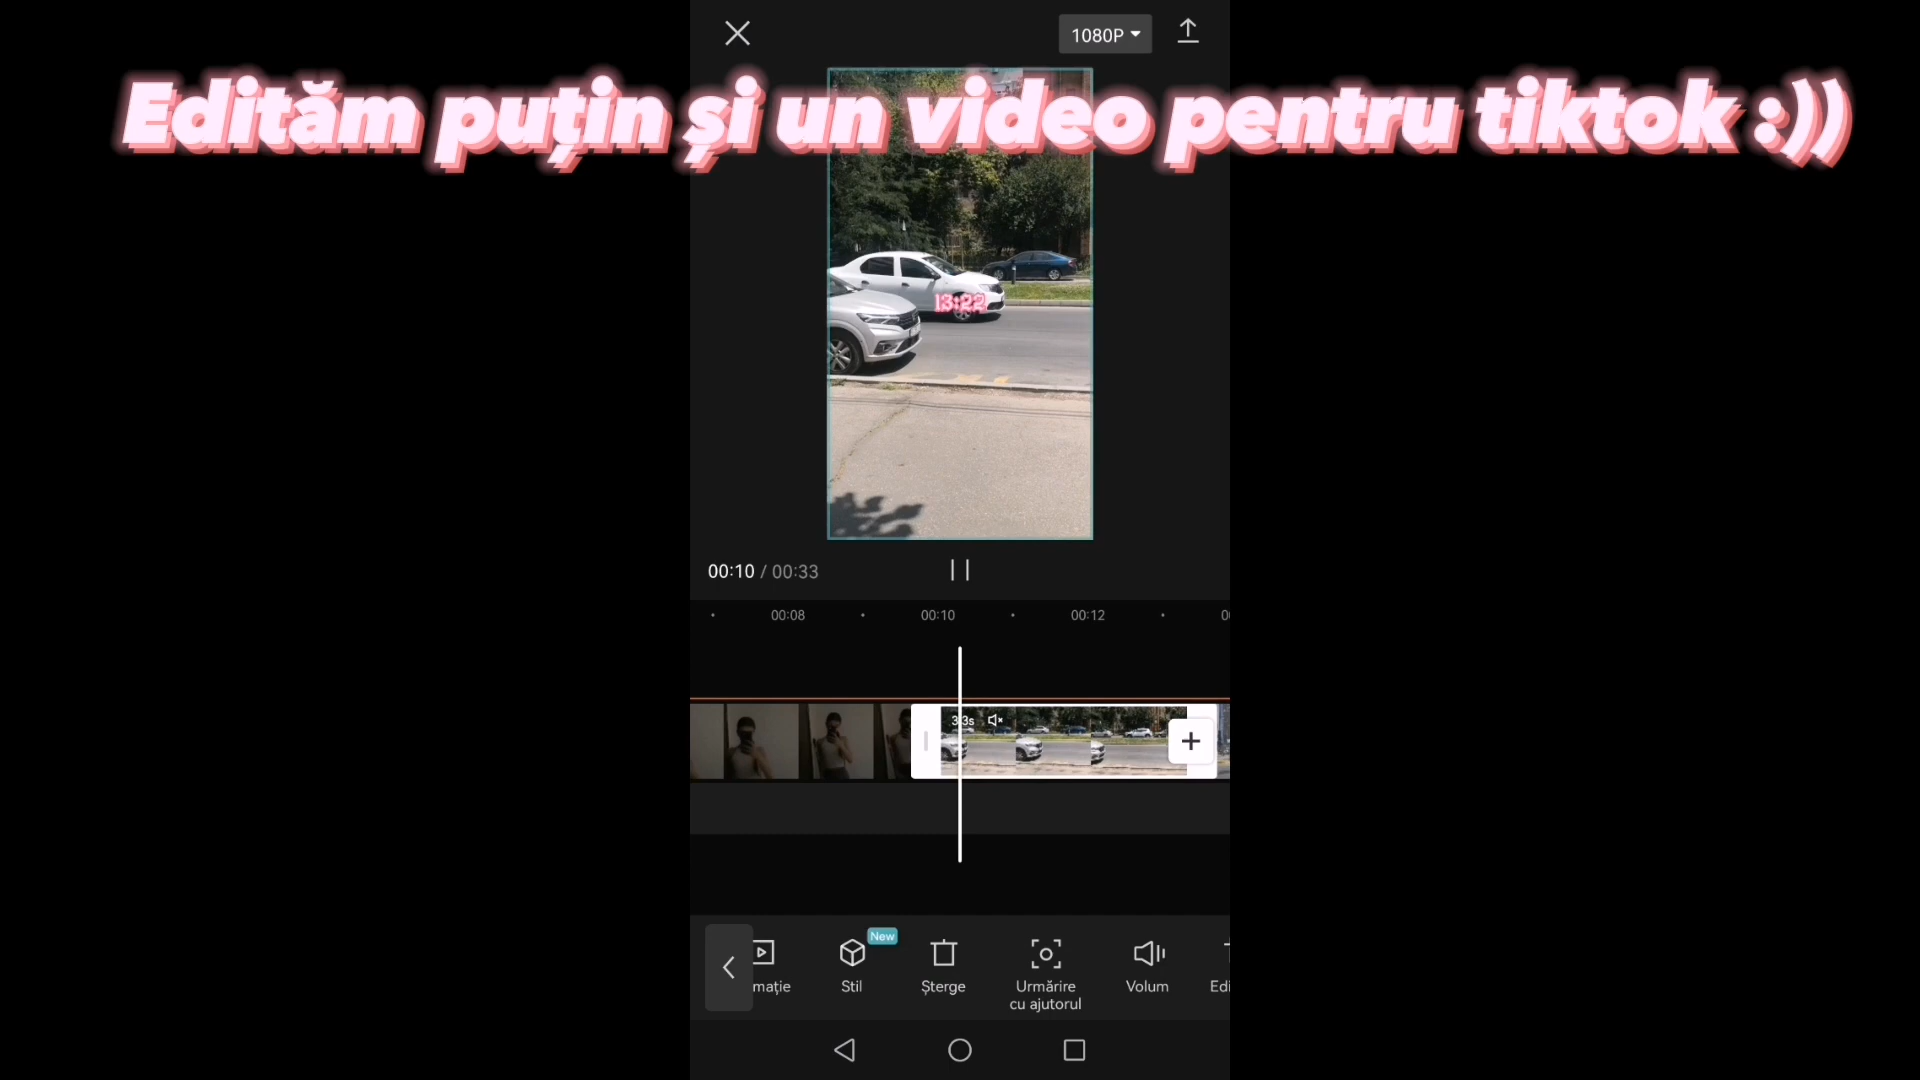 1080P
Edităm puțin și un video pentru tiktok :))
13:22
00:10 / 00:33
00:08
00:10
00:12
3.3s
New
mație
Stil
Șterge
Urmărire
cu ajutorul
Volum
Edi